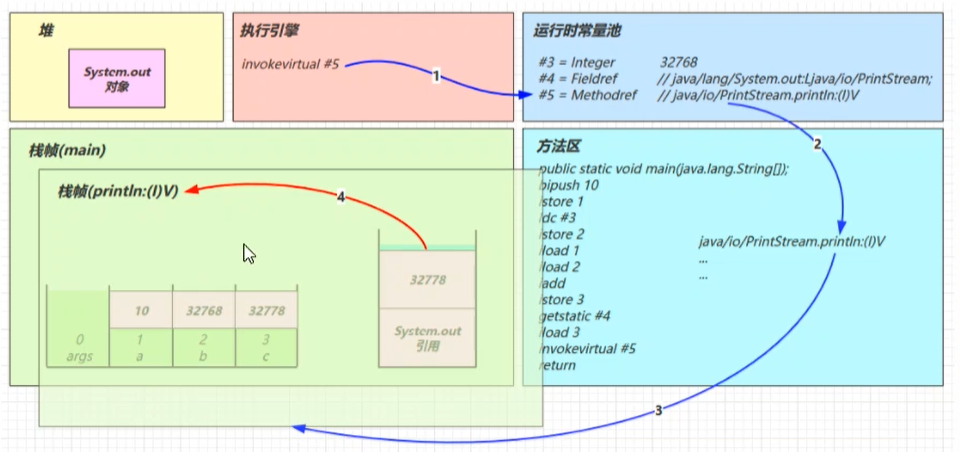 堆
System.out
对象
执行引擎
invokevirtual #5
1
运行时常量池
#3 = Integer 32768
#4 = Fieldref // java/lang/System.out:Ljava/io/PrintStream;
#5 = Methodref // java/io/PrintStream.println:(I)V
2
栈帧(main)
栈帧(println:(I)V)
4
10 32768 32778
0 1 2 3
args a b c
32778
System.out
引用
方法区
public static void main(java.lang.String[]);
bipush 10
istore 1
ldc #3
istore 2
iload 1
iload 2
iadd
istore 3
getstatic #4
iload 3
invokevirtual #5
return
java/io/PrintStream.println:(I)V
...
...
3